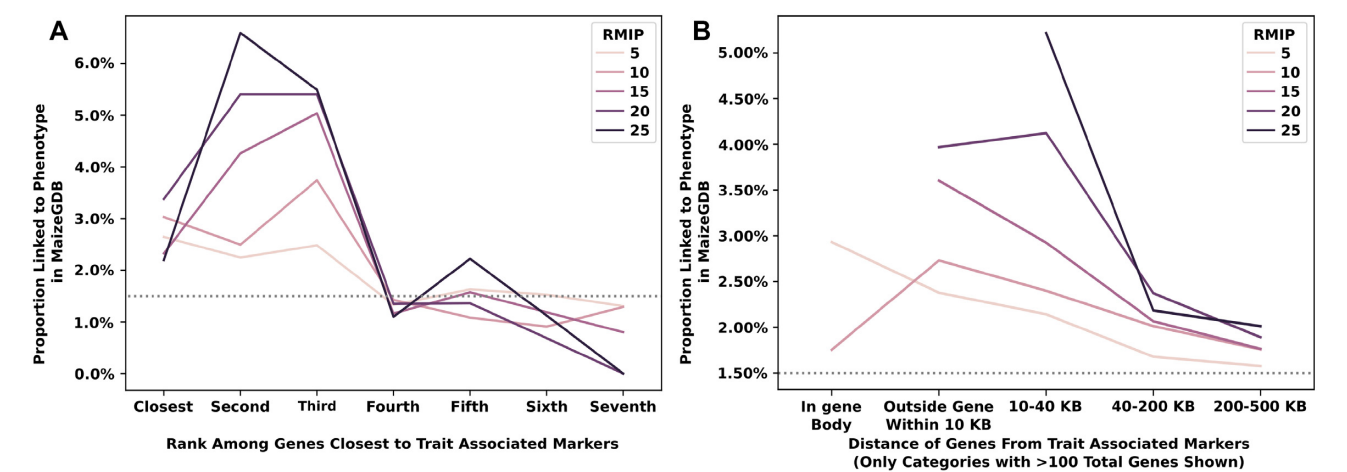 A
Proportion Linked to Phenotype
in MaizeGDB
6.0%
5.0%
4.0%
3.0%
2.0%
1.0%
0.0%
RMIP
5
10
15
20
25
Closest Second Third Fourth Fifth Sixth Seventh
Rank Among Genes Closest to Trait Associated Markers
B
Proportion Linked to Phenotype
in MaizeGDB
5.00%
4.50%
4.00%
3.50%
3.00%
2.50%
2.00%
1.50%
RMIP
5
10
15
20
25
In gene Outside Gene 10-40 KB 40-200 KB 200-500 KB
Body Within 10 KB
Distance of Genes From Trait Associated Markers
(Only Categories with >100 Total Genes Shown)